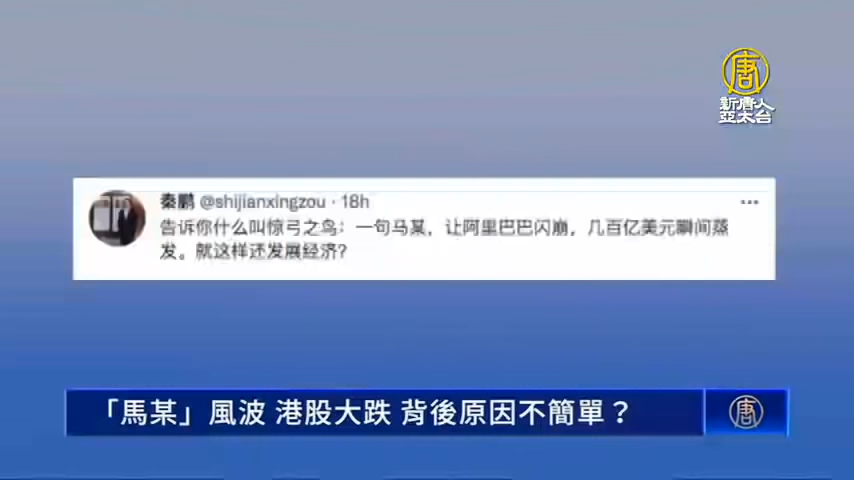 唐
新唐人
亞太台
秦鹏 @shijianxingzou · 18h
告诉你什么叫惊弓之鸟：一句马某，让阿里巴巴闪崩，几百亿美元瞬间蒸
发。就这样还发展经济？
「馬某」風波 港股大跌 背後原因不簡單？
唐